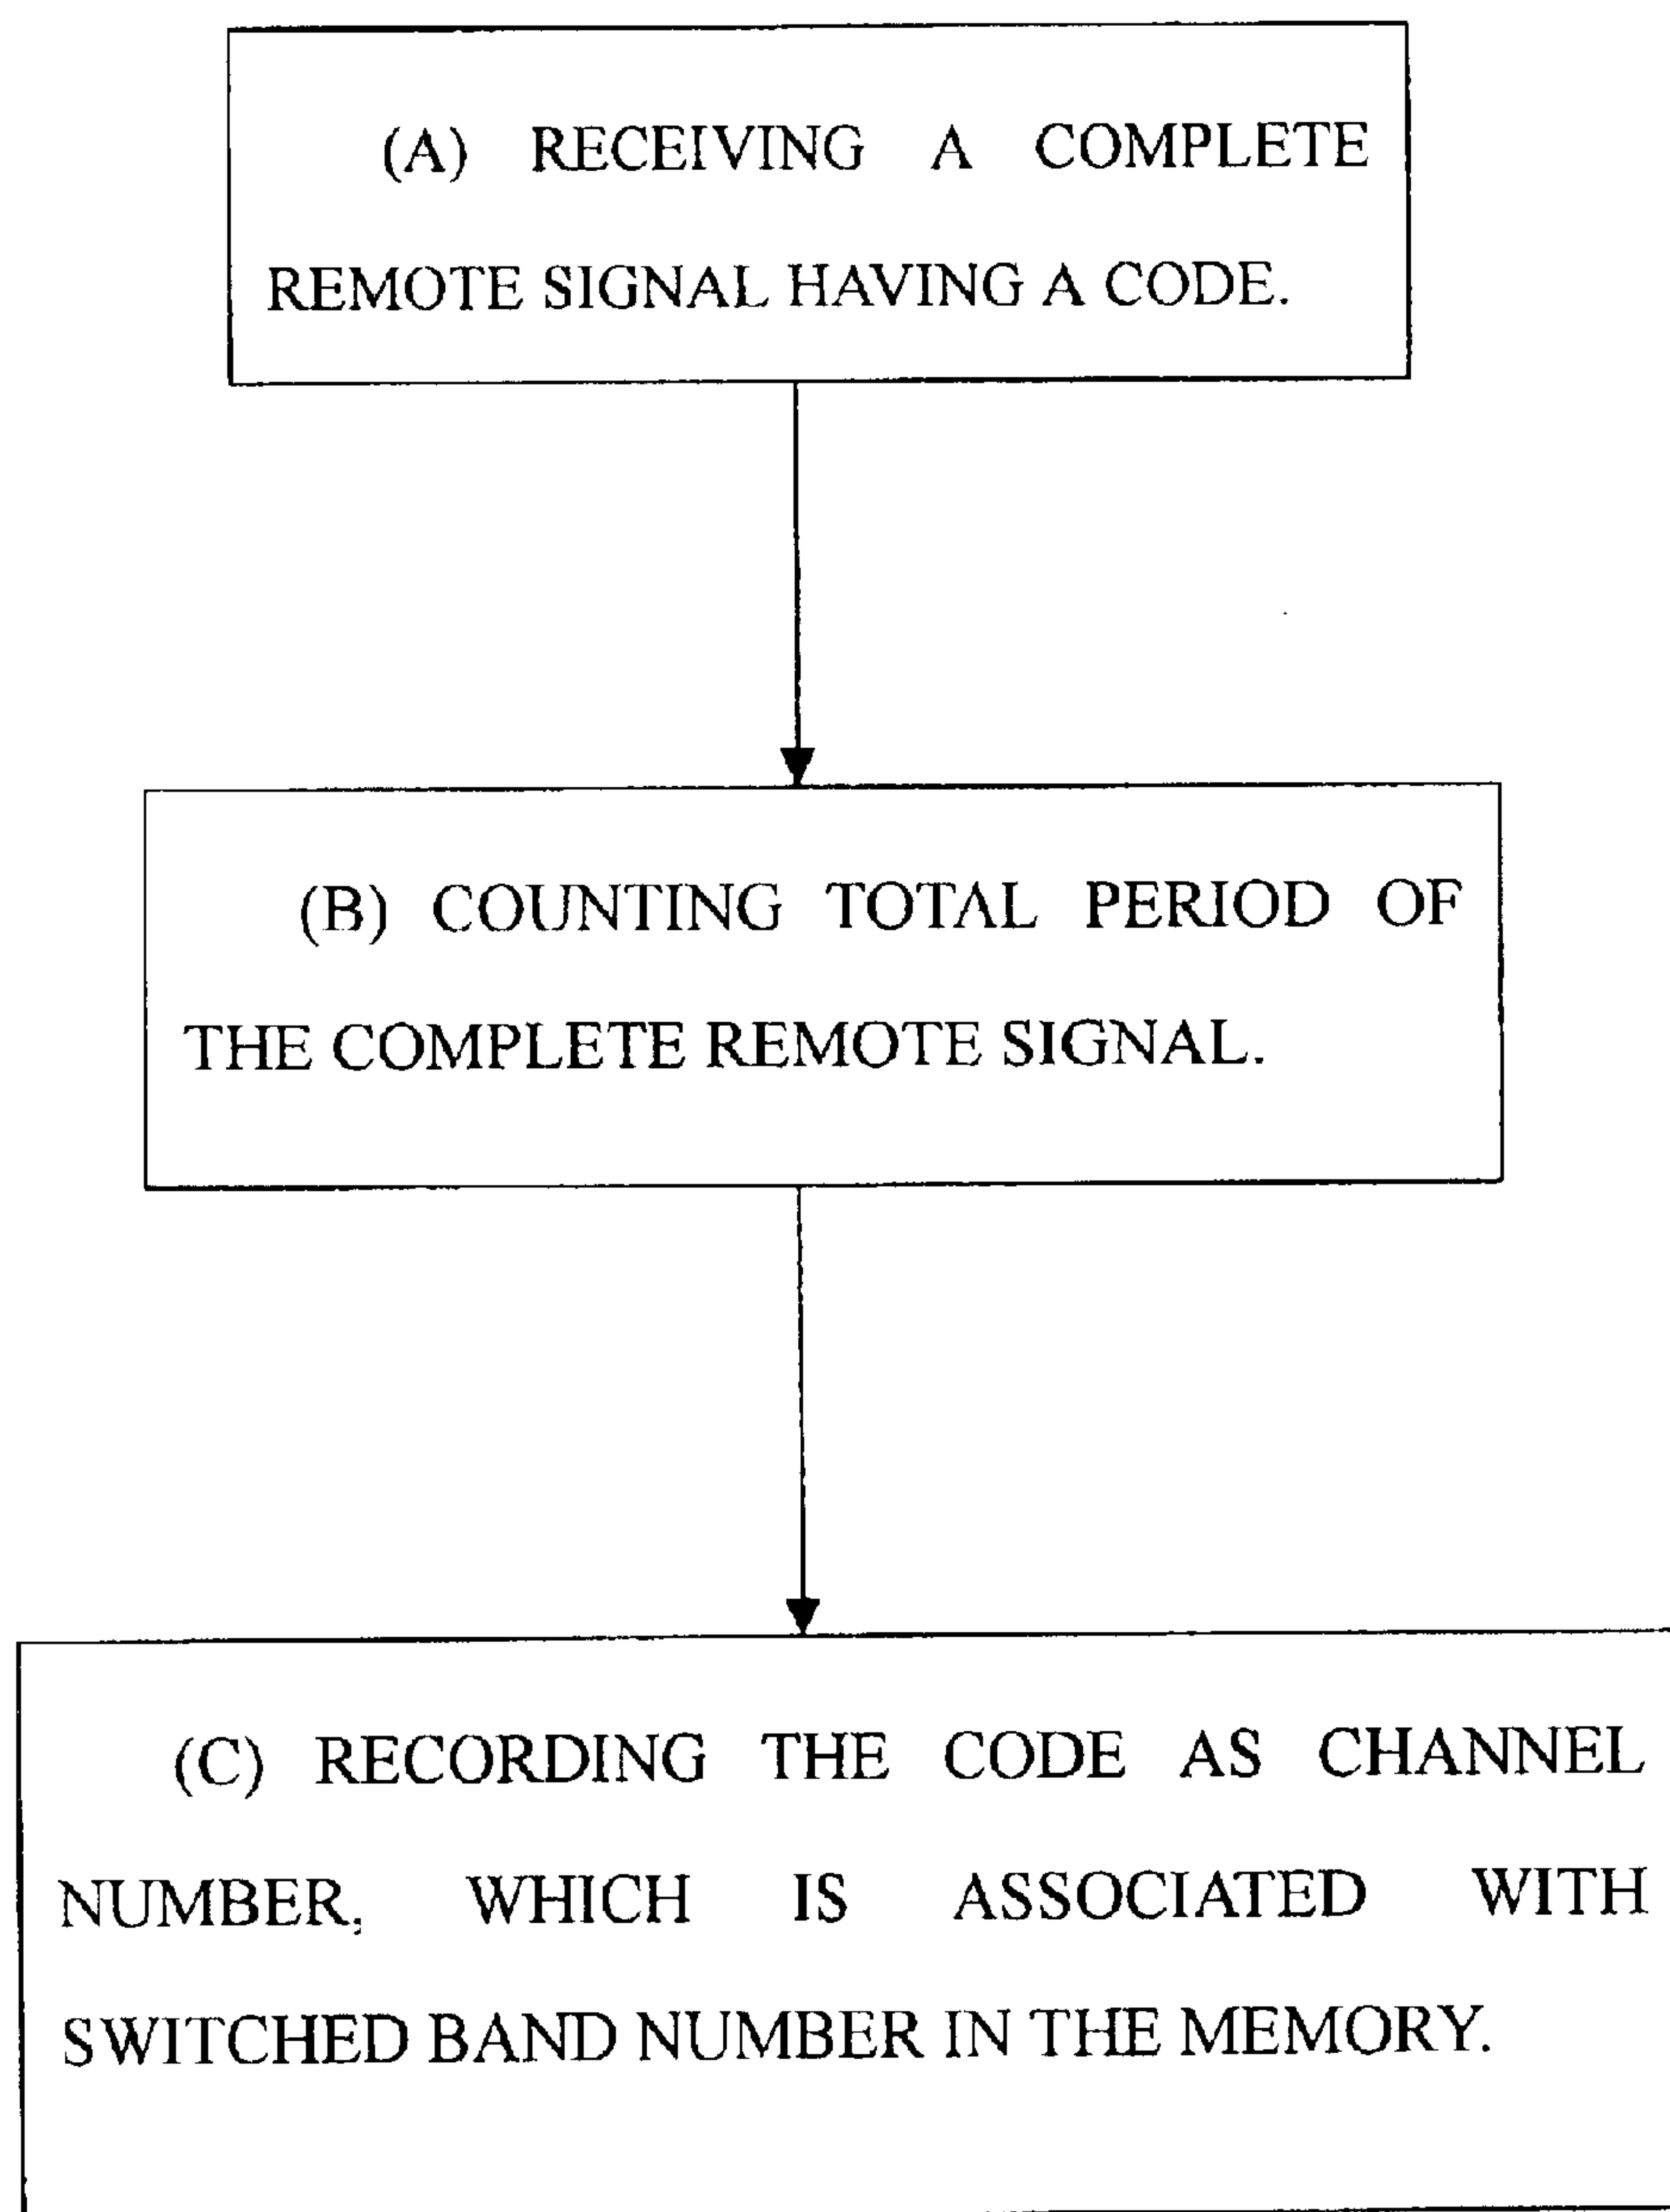 (A) RECEIVING A COMPLETE
REMOTE SIGNAL HAVING A CODE.
(B) COUNTING TOTAL PERIOD OF
THE COMPLETE REMOTE SIGNAL.
(C) RECORDING THE CODE AS CHANNEL
NUMBER, WHICH IS ASSOCIATED WITH
SWITCHED BAND NUMBER IN THE MEMORY.